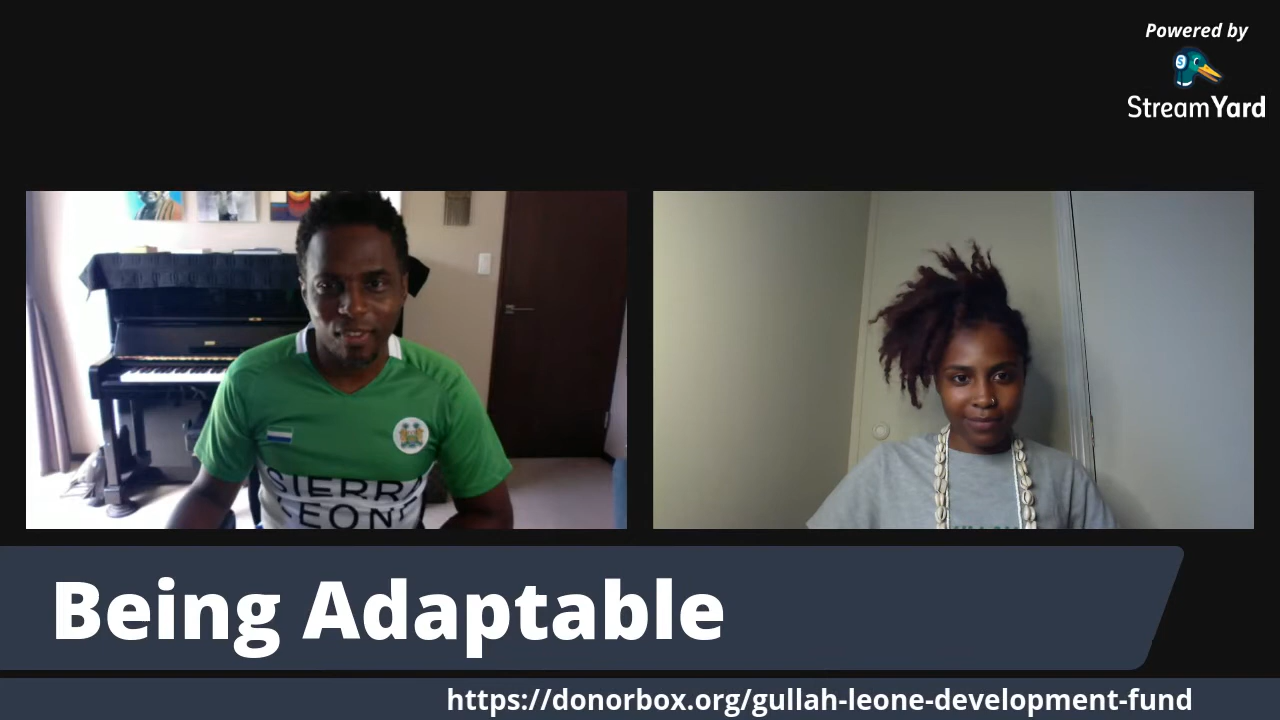 Powered by
StreamYard
SIERRA
LEONE
Being Adaptable
https://donorbox.org/gullah-leone-development-fund